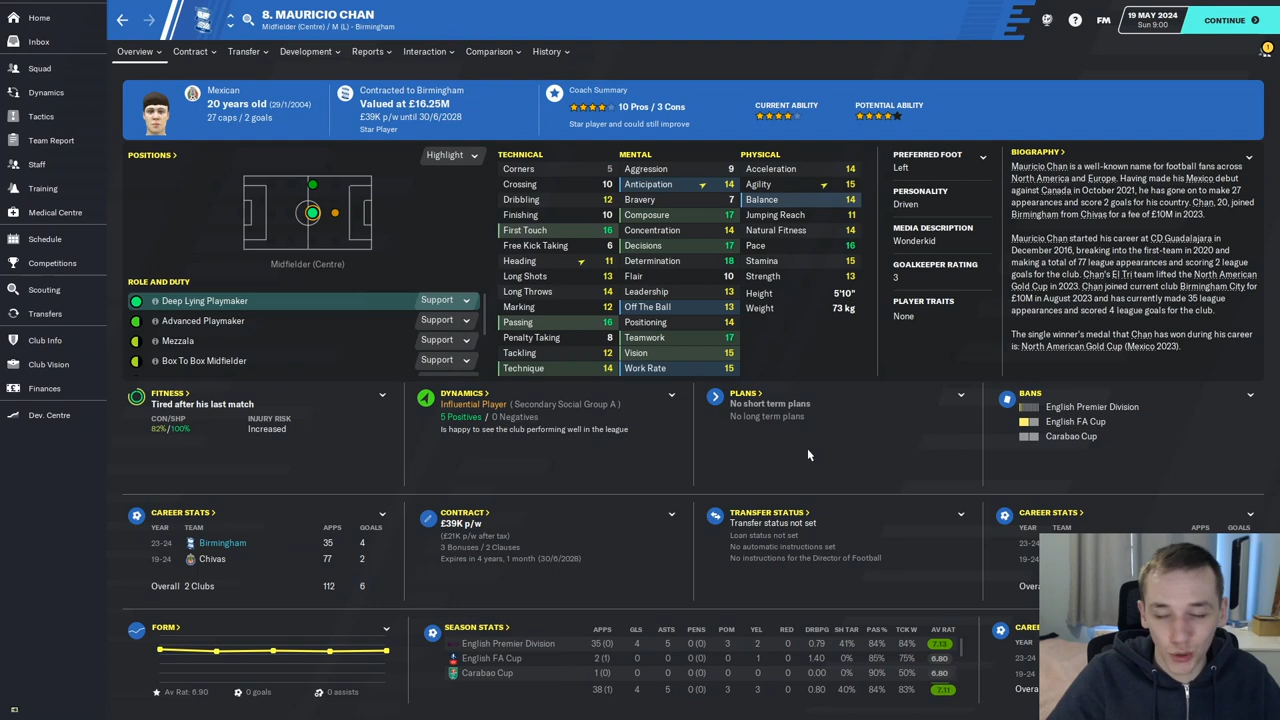 8. MAURICIO CHAN
Midfielder (Centre) / M (L) - Birmingham
FM
19 MAY 2024
Sun 9:00
CONTINUE
1
Home
Inbox
Squad
Dynamics
Tactics
Team Report
Staff
Training
Medical Centre
Schedule
Competitions
Scouting
Transfers
Club Info
Club Vision
Finances
Dev. Centre
Overview
Contract
Transfer
Development
Reports
Interaction
Comparison
History
Mexican
20 years old (29/1/2004)
27 caps / 2 goals
Contracted to Birmingham
Valued at £16.25M
£39K p/w until 30/6/2028
Star Player
Coach Summary
10 Pros / 3 Cons
Star player and could still improve
CURRENT ABILITY
POTENTIAL ABILITY
POSITIONS >
Highlight
Midfielder (Centre)
ROLE AND DUTY
Deep Lying Playmaker Support
Advanced Playmaker Support
Mezzala Support
Box To Box Midfielder Support
TECHNICAL
Corners 5
Crossing 10
Dribbling 12
Finishing 10
First Touch 16
Free Kick Taking 6
Heading 11
Long Shots 13
Long Throws 14
Marking 12
Passing 16
Penalty Taking 8
Tackling 12
Technique 14
MENTAL
Aggression 9
Anticipation 14
Bravery 7
Composure 17
Concentration 14
Decisions 17
Determination 18
Flair 10
Leadership 13
Off The Ball 13
Positioning 14
Teamwork 17
Vision 15
Work Rate 15
PHYSICAL
Acceleration 14
Agility 15
Balance 14
Jumping Reach 11
Natural Fitness 14
Pace 16
Stamina 15
Strength 13
Height 5'10"
Weight 73 kg
PREFERRED FOOT
Left
PERSONALITY
Driven
MEDIA DESCRIPTION
Wonderkid
GOALKEEPER RATING
3
PLAYER TRAITS
None
BIOGRAPHY >
Mauricio Chan is a well-known name for football fans across
North America and Europe. Having made his Mexico debut
against Canada in October 2021, he has gone on to make 27
appearances and score 2 goals for his country. Chan, 20, joined
Birmingham from Chivas for a fee of £10M in 2023.
Mauricio Chan started his career at CD Guadalajara in
December 2016, breaking into the first-team in 2020 and
making a total of 77 league appearances and scoring 2 league
goals for the club. Chan's El Tri team lifted the North American
Gold Cup in 2023. Chan joined current club Birmingham City for
£10M in August 2023 and has currently made 35 league
appearances and scored 4 league goals for the club.
The single winner's medal that Chan has won during his career
is: North American Gold Cup (Mexico 2023).
FITNESS >
Tired after his last match
CON/SHP
82%/100%
INJURY RISK
Increased
DYNAMICS >
Influential Player ( Secondary Social Group A )
5 Positives / 0 Negatives
Is happy to see the club performing well in the league
PLANS >
No short term plans
No long term plans
BANS
English Premier Division
English FA Cup
Carabao Cup
CAREER STATS >
YEAR TEAM APPS GOALS
23-24 Birmingham 35 4
19-24 Chivas 77 2
Overall 2 Clubs 112 6
CONTRACT >
£39K p/w
(£21K p/w after tax)
3 Bonuses / 2 Clauses
Expires in 4 years, 1 month (30/6/2028)
TRANSFER STATUS >
Transfer status not set
Loan status not set
No automatic instructions set
No instructions for the Director of Football
CAREER STATS >
YEAR TEAM APPS GOALS
23-24
19-24
Overa
FORM >
Av Rat: 6.90
0 goals
0 assists
SEASON STATS >
APPS GLS ASTS PENS POM YEL RED DRBPG SH TAR PAS% TCK W AV RAT
English Premier Division 35 (0) 4 5 0 (0) 3 2 0 0.79 41% 84% 84% 7.13
English FA Cup 2 (1) 0 0 0 (0) 0 1 0 1.40 0% 85% 75% 6.80
Carabao Cup 1 (0) 0 0 0 (0) 0 0 0 0.00 0% 90% 50% 6.80
38 (1) 4 5 0 (0) 3 3 0 0.80 40% 84% 83% 7.11
CAREE
YEAR
23-24
19-24
Overa